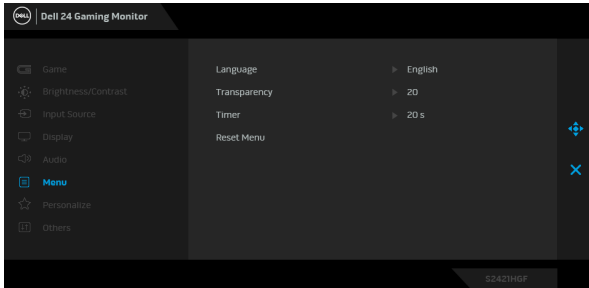 DELL Dell 24 Gaming Monitor
Game
Brightness/Contrast
Input Source
Display
Audio
Menu
Personalize
Others
Language English
Transparency 20
Timer 20 s
Reset Menu
S2421HGF